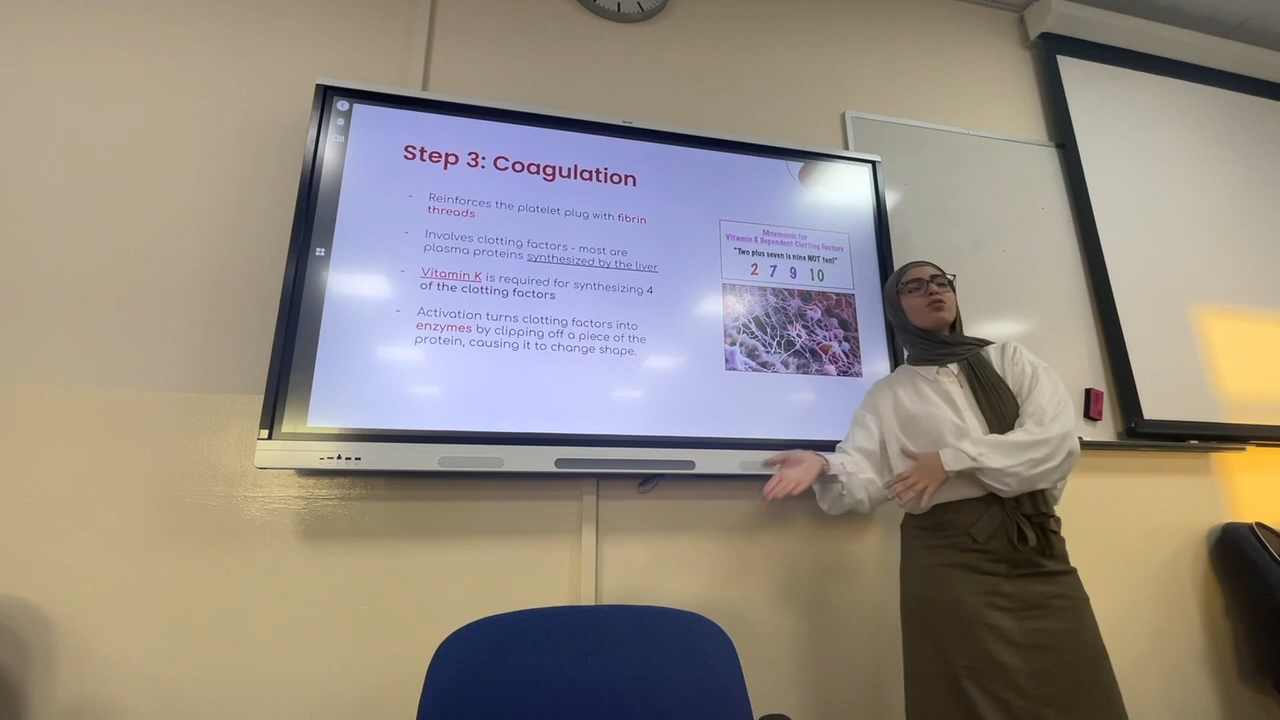 Step 3: Coagulation
- Reinforces the platelet plug with fibrin
threads
- Involves clotting factors - most are
plasma proteins synthesized by the liver
- Vitamin K is required for synthesizing 4
of the clotting factors
- Activation turns clotting factors into
enzymes by clipping off a piece of the
protein, causing it to change shape.
Mnemonic for
Vitamin K Dependent Clotting Factors
"Two plus seven is nine NOT ten!"
2 7 9 10